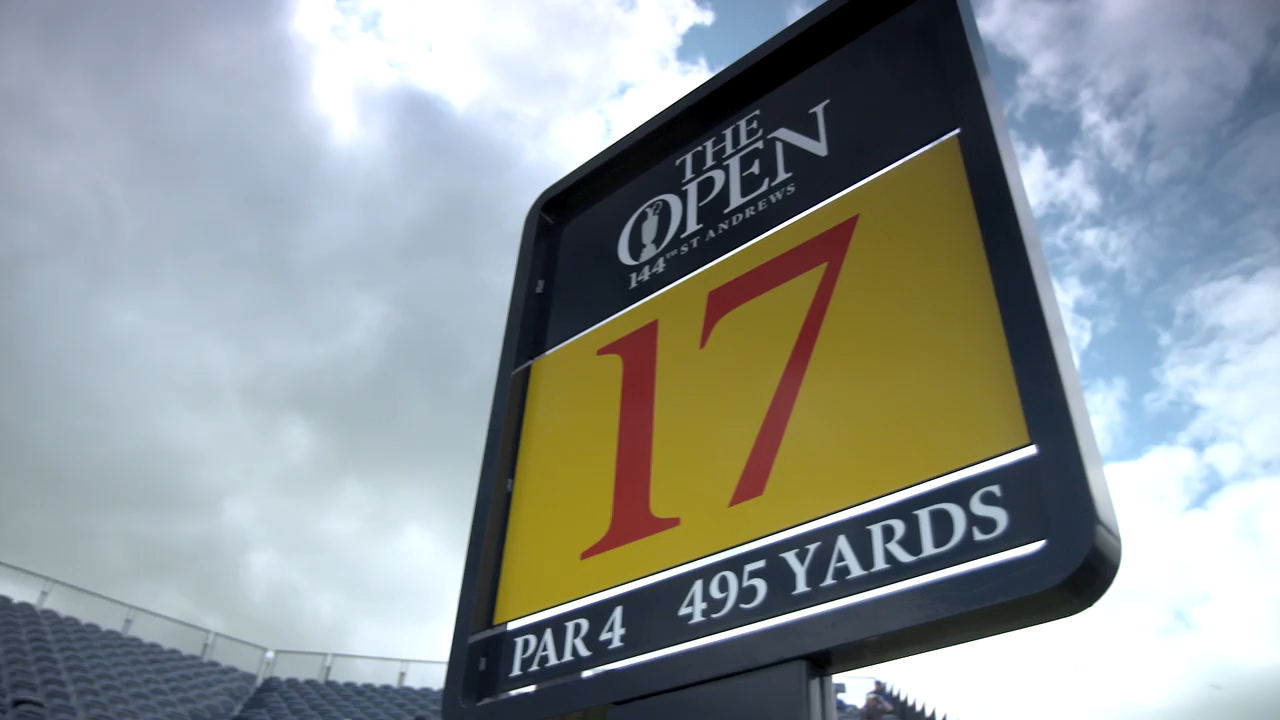 THE
OPEN
144TH ST ANDREWS
17
PAR 4 495 YARDS